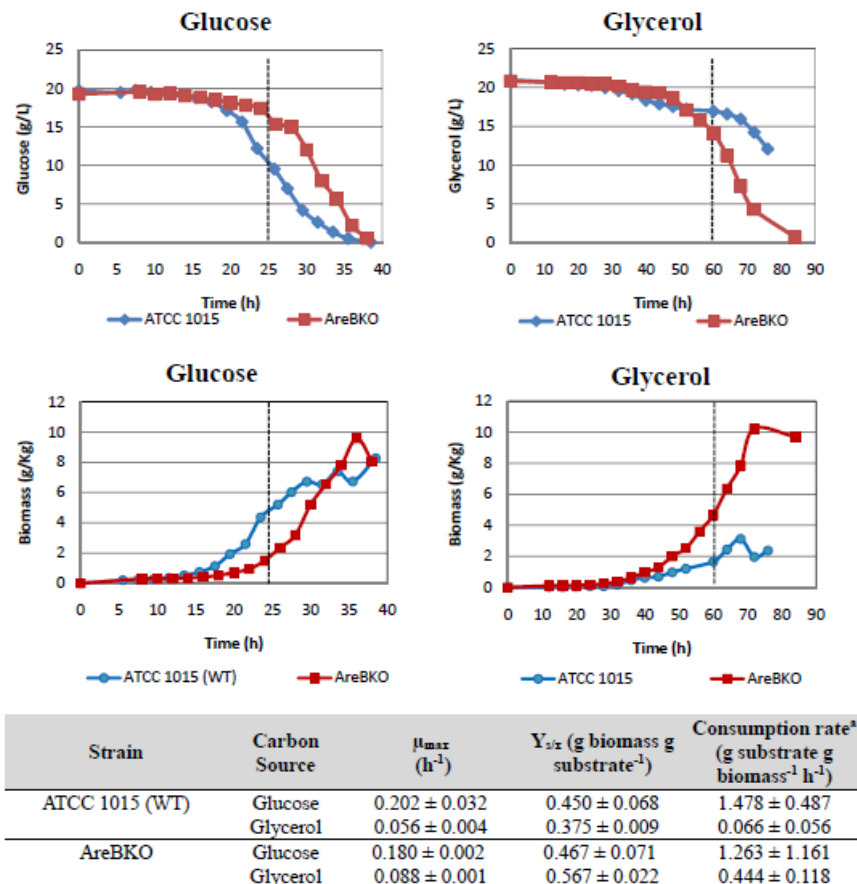 Glucose
Glycerol
Glucose (g/L)
25
20
15
10
5
0
0 5 10 15 20 25 30 35 40
Time (h)
ATCC 1015 AreBKO
Glycerol (g/L)
25
20
15
10
5
0
0 10 20 30 40 50 60 70 80 90
Time (h)
ATCC 1015 AreBKO
Glucose
Glycerol
Biomass (g/Kg)
12
10
8
6
4
2
0
0 10 20 30 40
Time (h)
ATCC 1015 (WT) AreBKO
Biomass (g/Kg)
12
10
8
6
4
2
0
0 10 20 30 40 50 60 70 80 90
Time (h)
ATCC 1015 AreBKO
Strain Carbon Source μmax (h-1) Ys/x (g biomass g substrate-1) Consumption rate a (g substrate g biomass-1 h-1)
ATCC 1015 (WT) Glucose 0.202 ± 0.032 0.450 ± 0.068 1.478 ± 0.487
Glycerol 0.056 ± 0.004 0.375 ± 0.009 0.066 ± 0.056
AreBKO Glucose 0.180 ± 0.002 0.467 ± 0.071 1.263 ± 1.161
Glycerol 0.088 ± 0.001 0.567 ± 0.022 0.444 ± 0.118